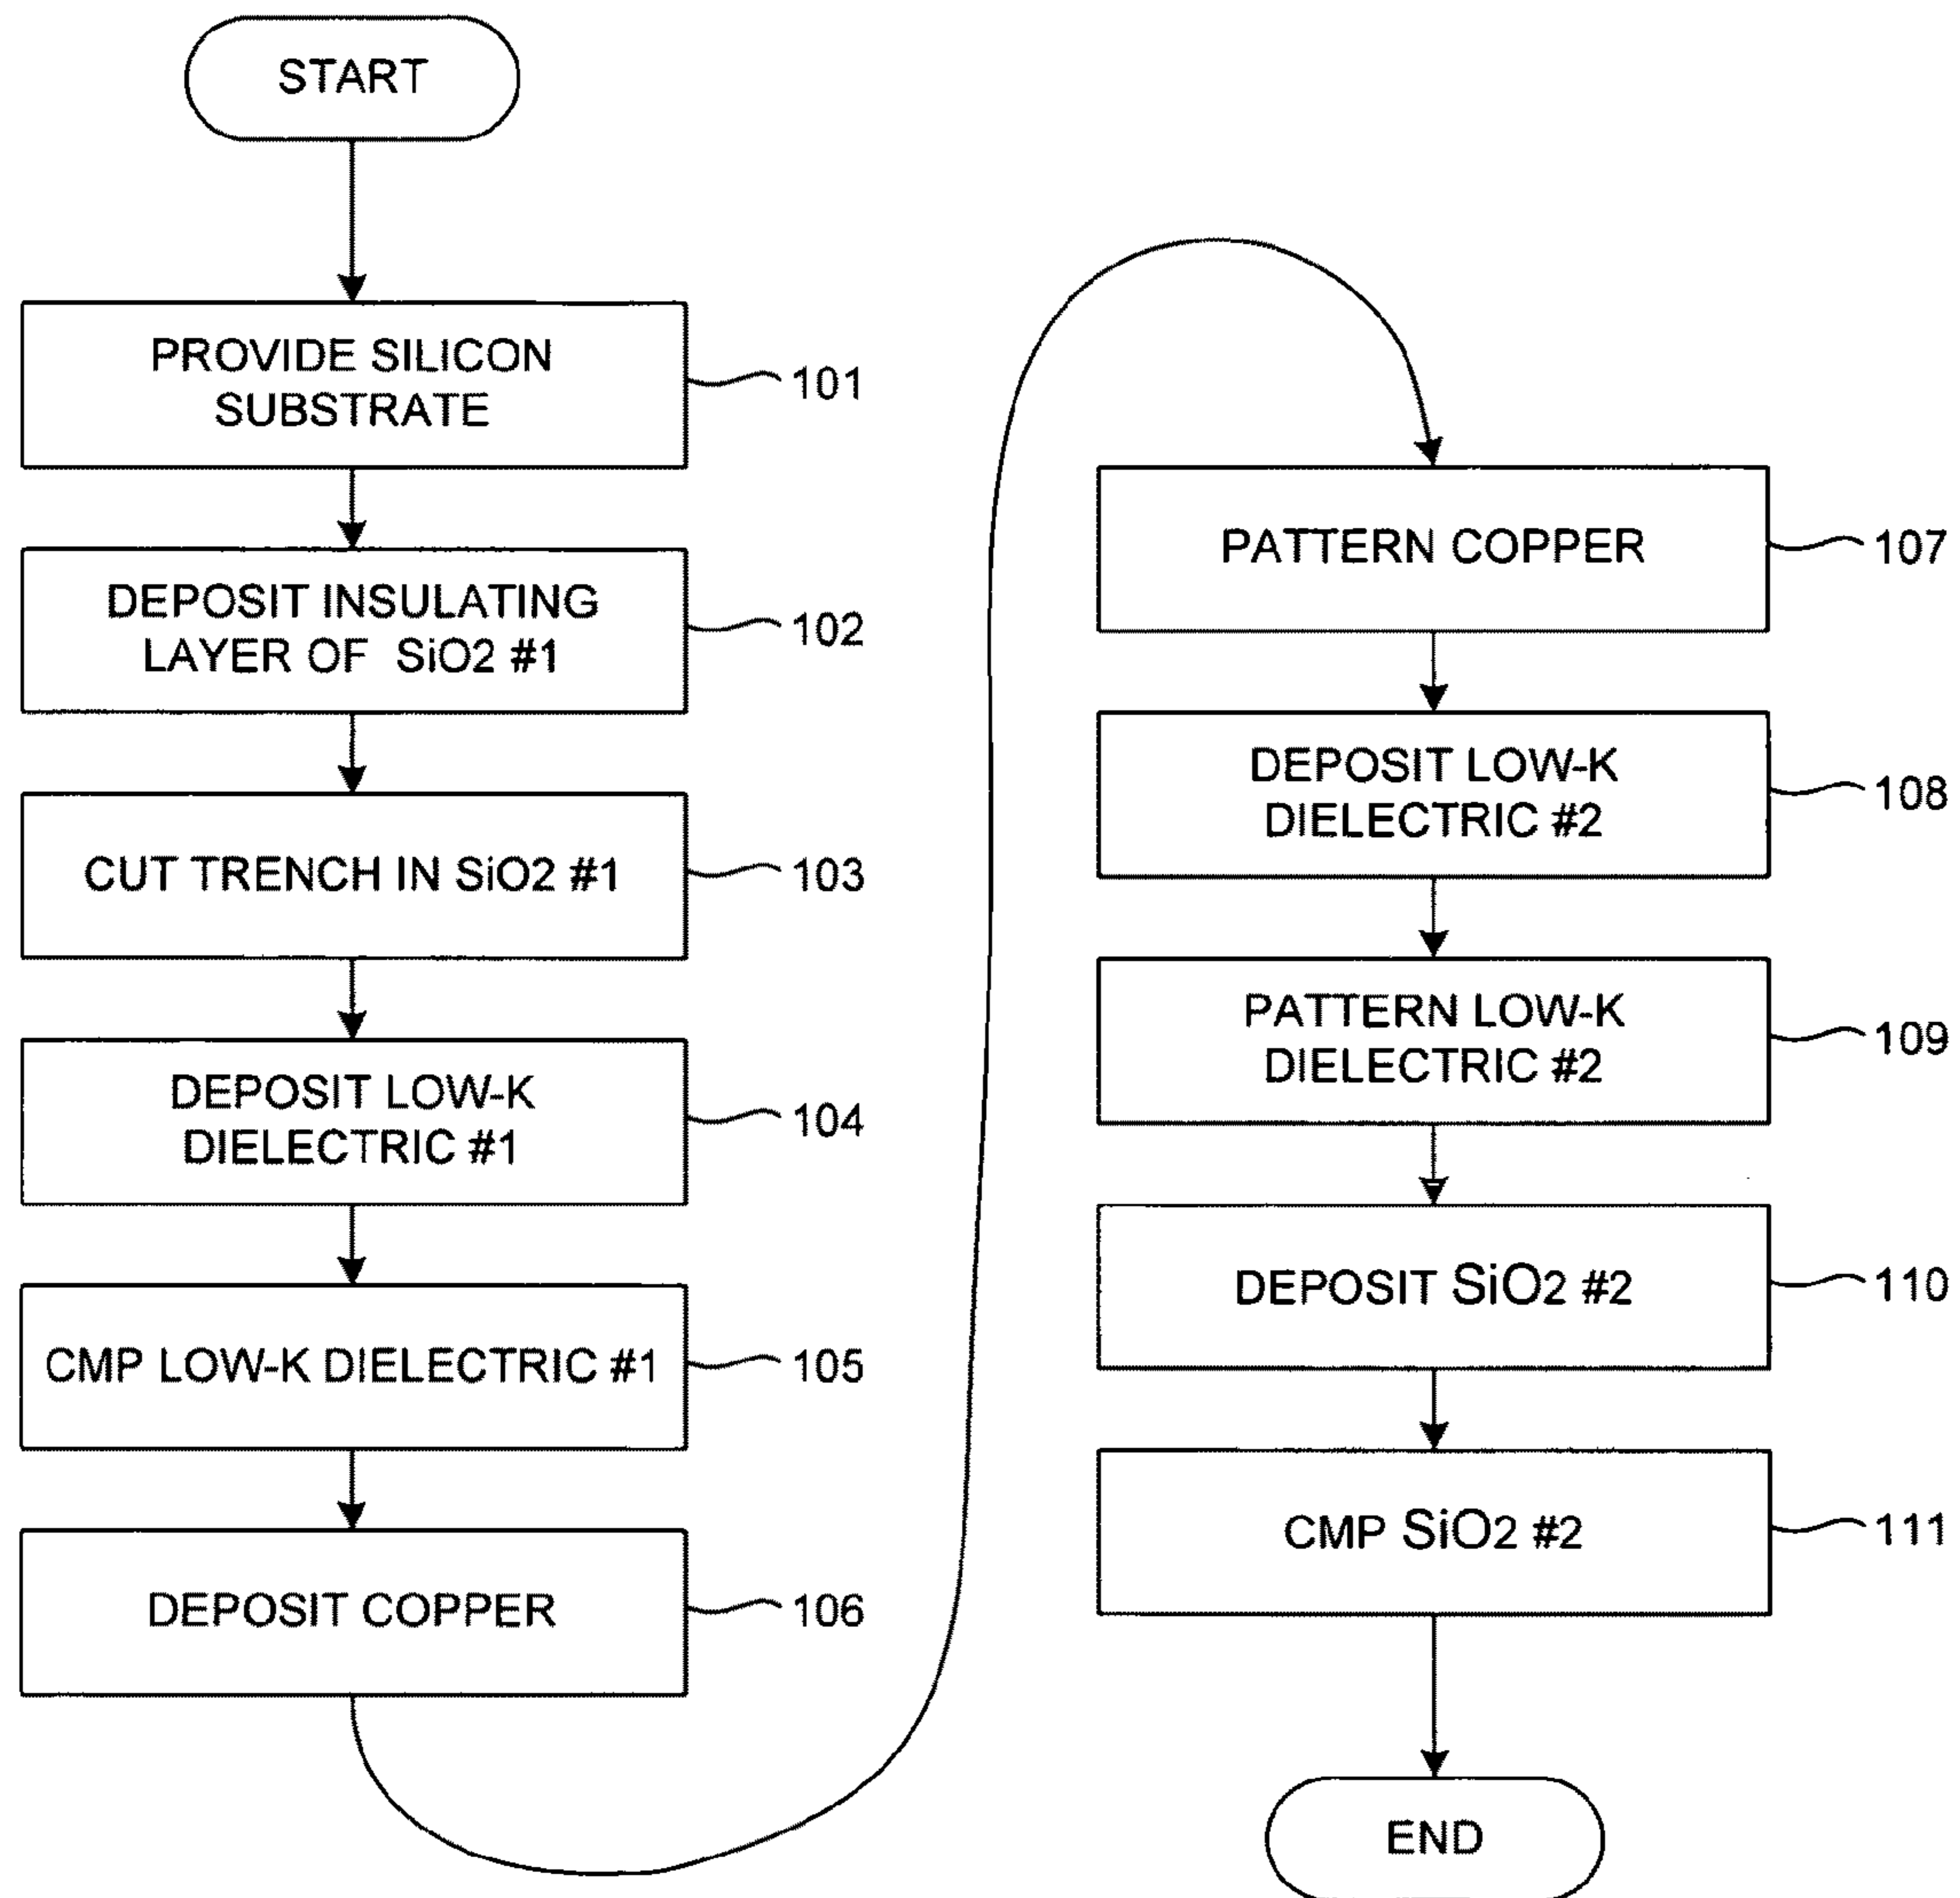 START
PROVIDE SILICON
SUBSTRATE
101
DEPOSIT INSULATING
LAYER OF SiO2 #1
102
CUT TRENCH IN SiO2 #1
103
DEPOSIT LOW-K
DIELECTRIC #1
104
CMP LOW-K DIELECTRIC #1
105
DEPOSIT COPPER
106
PATTERN COPPER
107
DEPOSIT LOW-K
DIELECTRIC #2
108
PATTERN LOW-K
DIELECTRIC #2
109
DEPOSIT SiO2 #2
110
CMP SiO2 #2
111
END